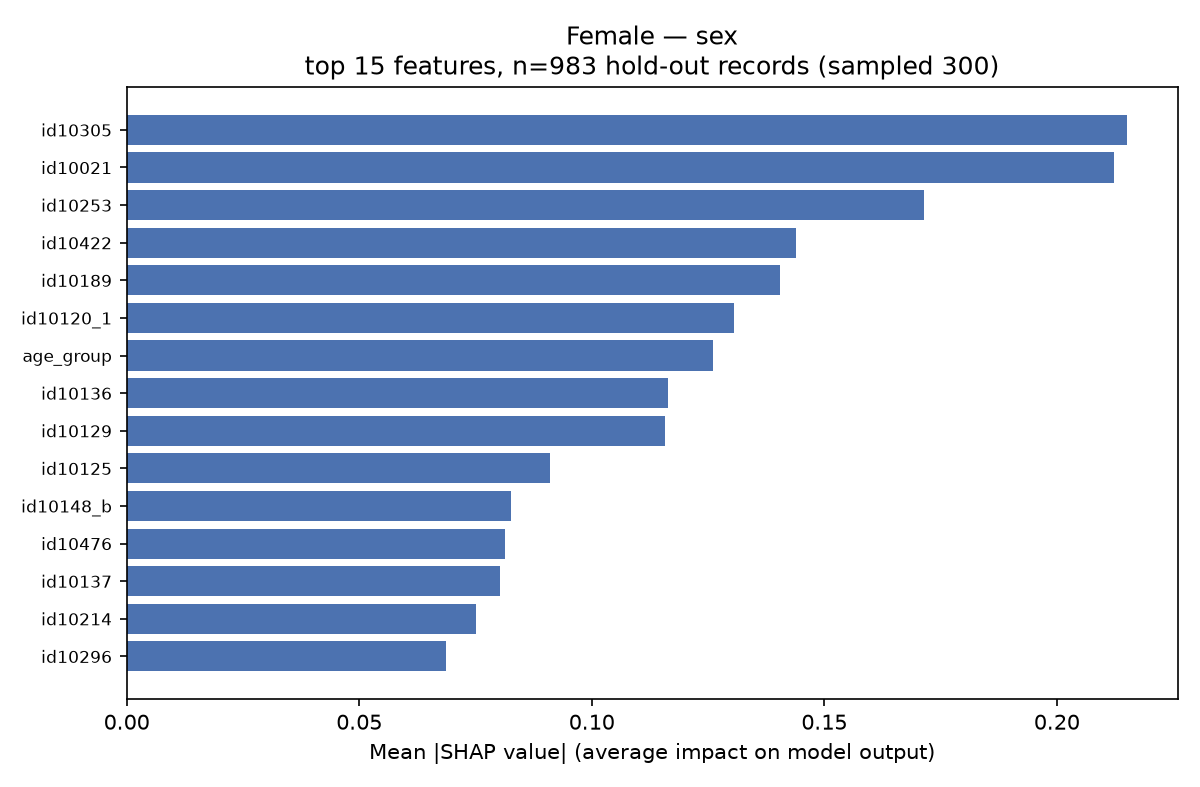 Female — sex
top 15 features, n=983 hold-out records (sampled 300)
id10305
id10021
id10253
id10422
id10189
id10120_1
age_group
id10136
id10129
id10125
id10148_b
id10476
id10137
id10214
id10296
0.00 0.05 0.10 0.15 0.20
Mean |SHAP value| (average impact on model output)